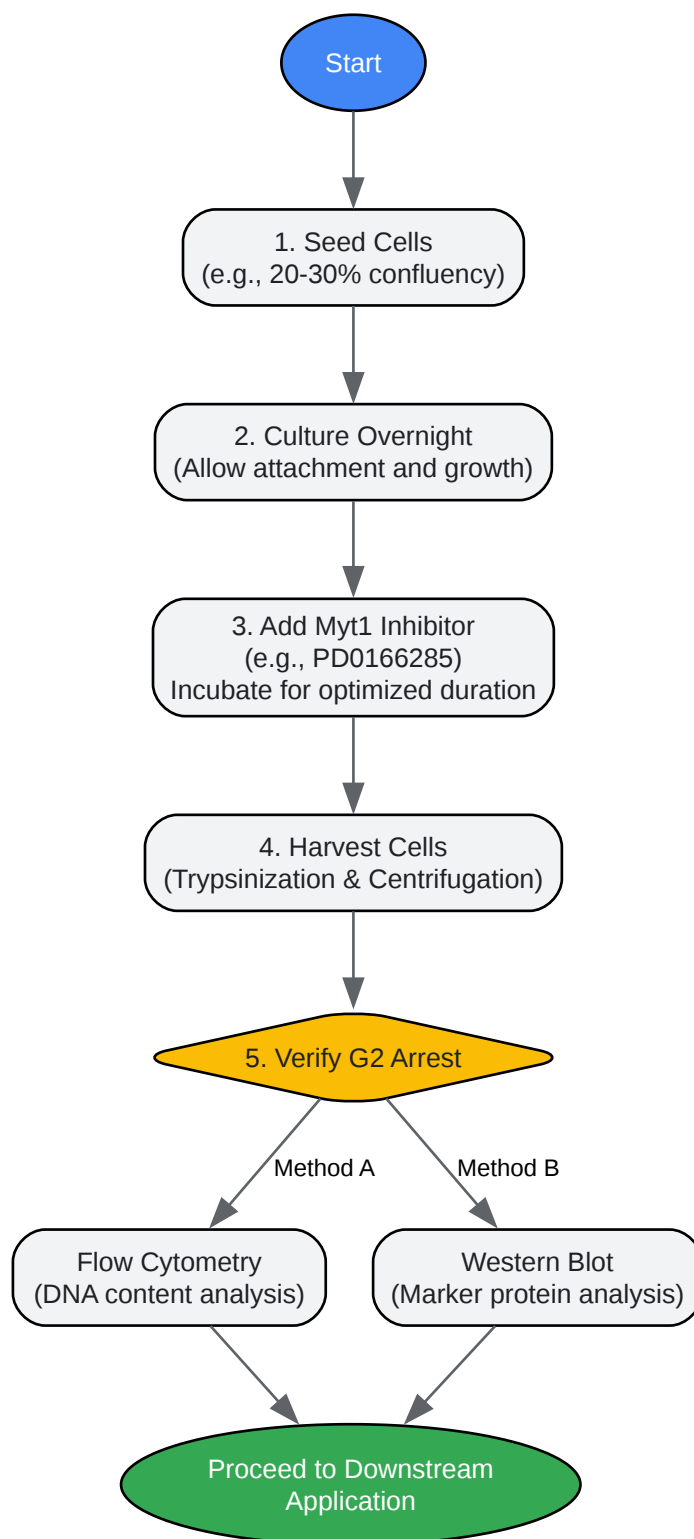 Start
1. Seed Cells
(e.g., 20-30% confluency)
2. Culture Overnight
(Allow attachment and growth)
3. Add Myt1 Inhibitor
(e.g., PD0166285)
Incubate for optimized duration
4. Harvest Cells
(Trypsinization & Centrifugation)
5. Verify G2 Arrest
Method A
Method B
Flow Cytometry
(DNA content analysis)
Western Blot
(Marker protein analysis)
Proceed to Downstream
Application